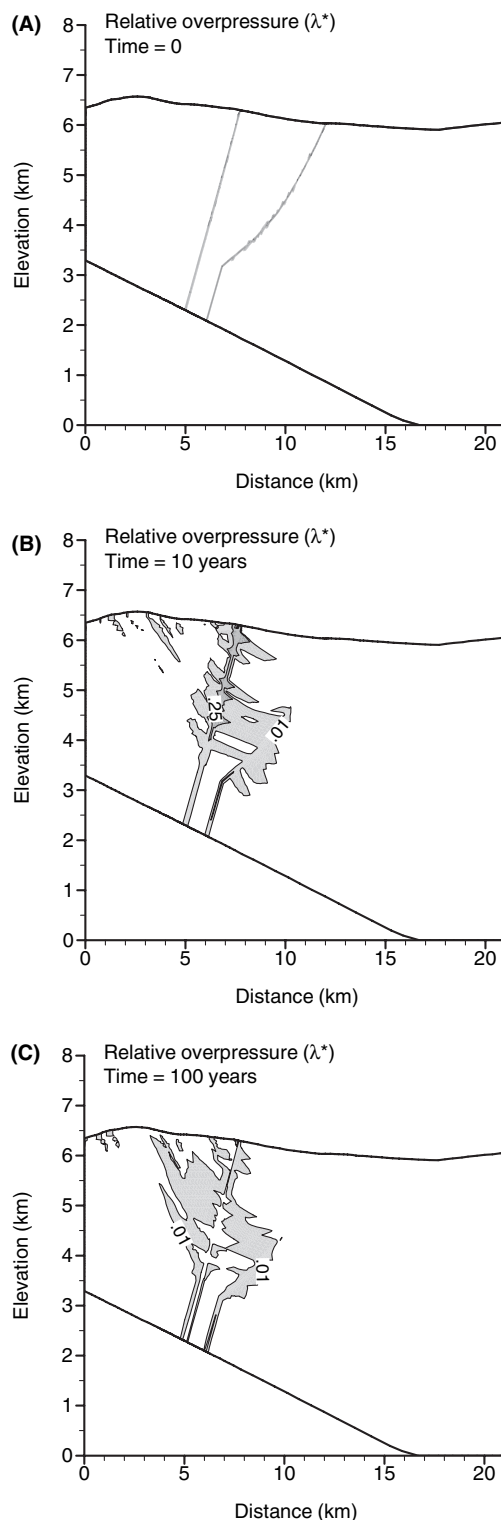 (A)
Relative overpressure (λ*)
Time = 0
8
7
6
5
4
3
2
1
0
Elevation (km)
0 5 10 15 20
Distance (km)
(B)
Relative overpressure (λ*)
Time = 10 years
8
7
6
5
4
3
2
1
0
Elevation (km)
.25
.01
0 5 10 15 20
Distance (km)
(C)
Relative overpressure (λ*)
Time = 100 years
8
7
6
5
4
3
2
1
0
Elevation (km)
.01
.01
0 5 10 15 20
Distance (km)